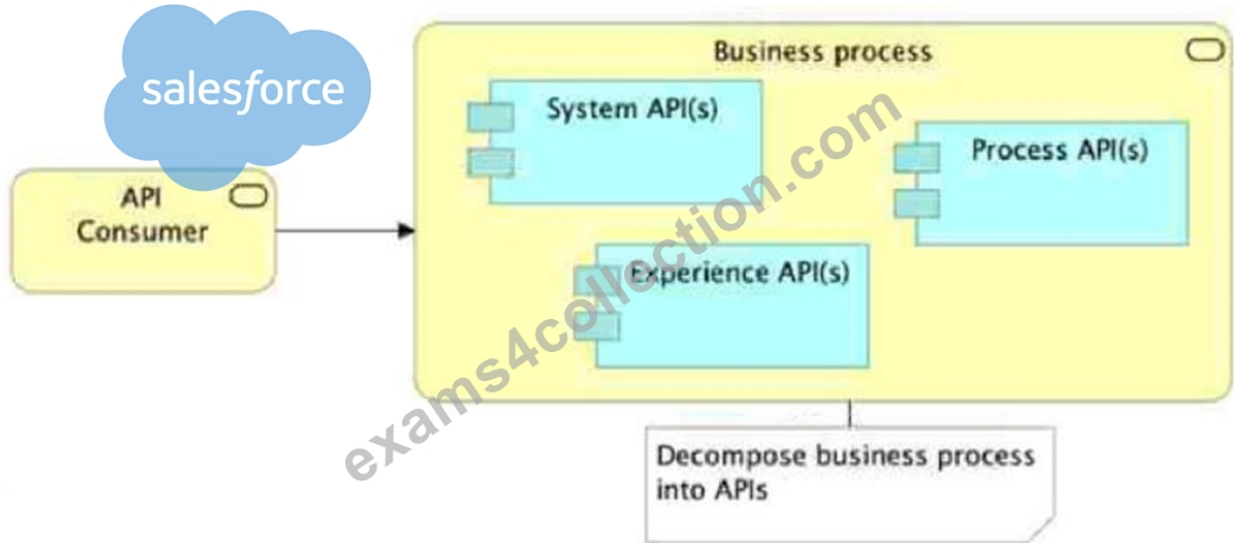 salesforce
API
Consumer
Business process
System API(s)
Process API(s)
Experience API(s)
Decompose business process
into APIs
exams4collection.com